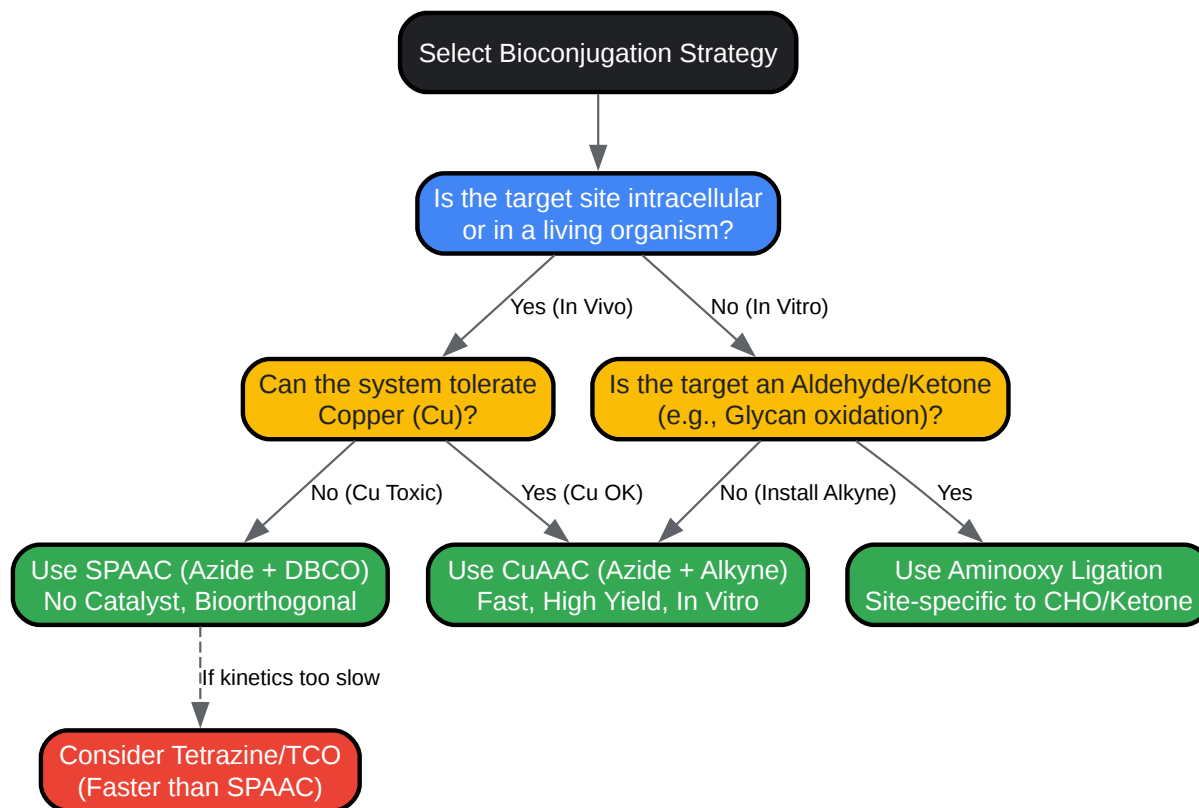 Select Bioconjugation Strategy
Is the target site intracellular
or in a living organism?
Yes (In Vivo)
No (In Vitro)
Can the system tolerate
Copper (Cu)?
Is the target an Aldehyde/Ketone
(e.g., Glycan oxidation)?
No (Cu Toxic)
Yes (Cu OK)
No (Install Alkyne)
Yes
Use SPAAC (Azide + DBCO)
No Catalyst, Bioorthogonal
Use CuAAC (Azide + Alkyne)
Fast, High Yield, In Vitro
Use Aminooxy Ligation
Site-specific to CHO/Ketone
If kinetics too slow
Consider Tetrazine/TCO
(Faster than SPAAC)